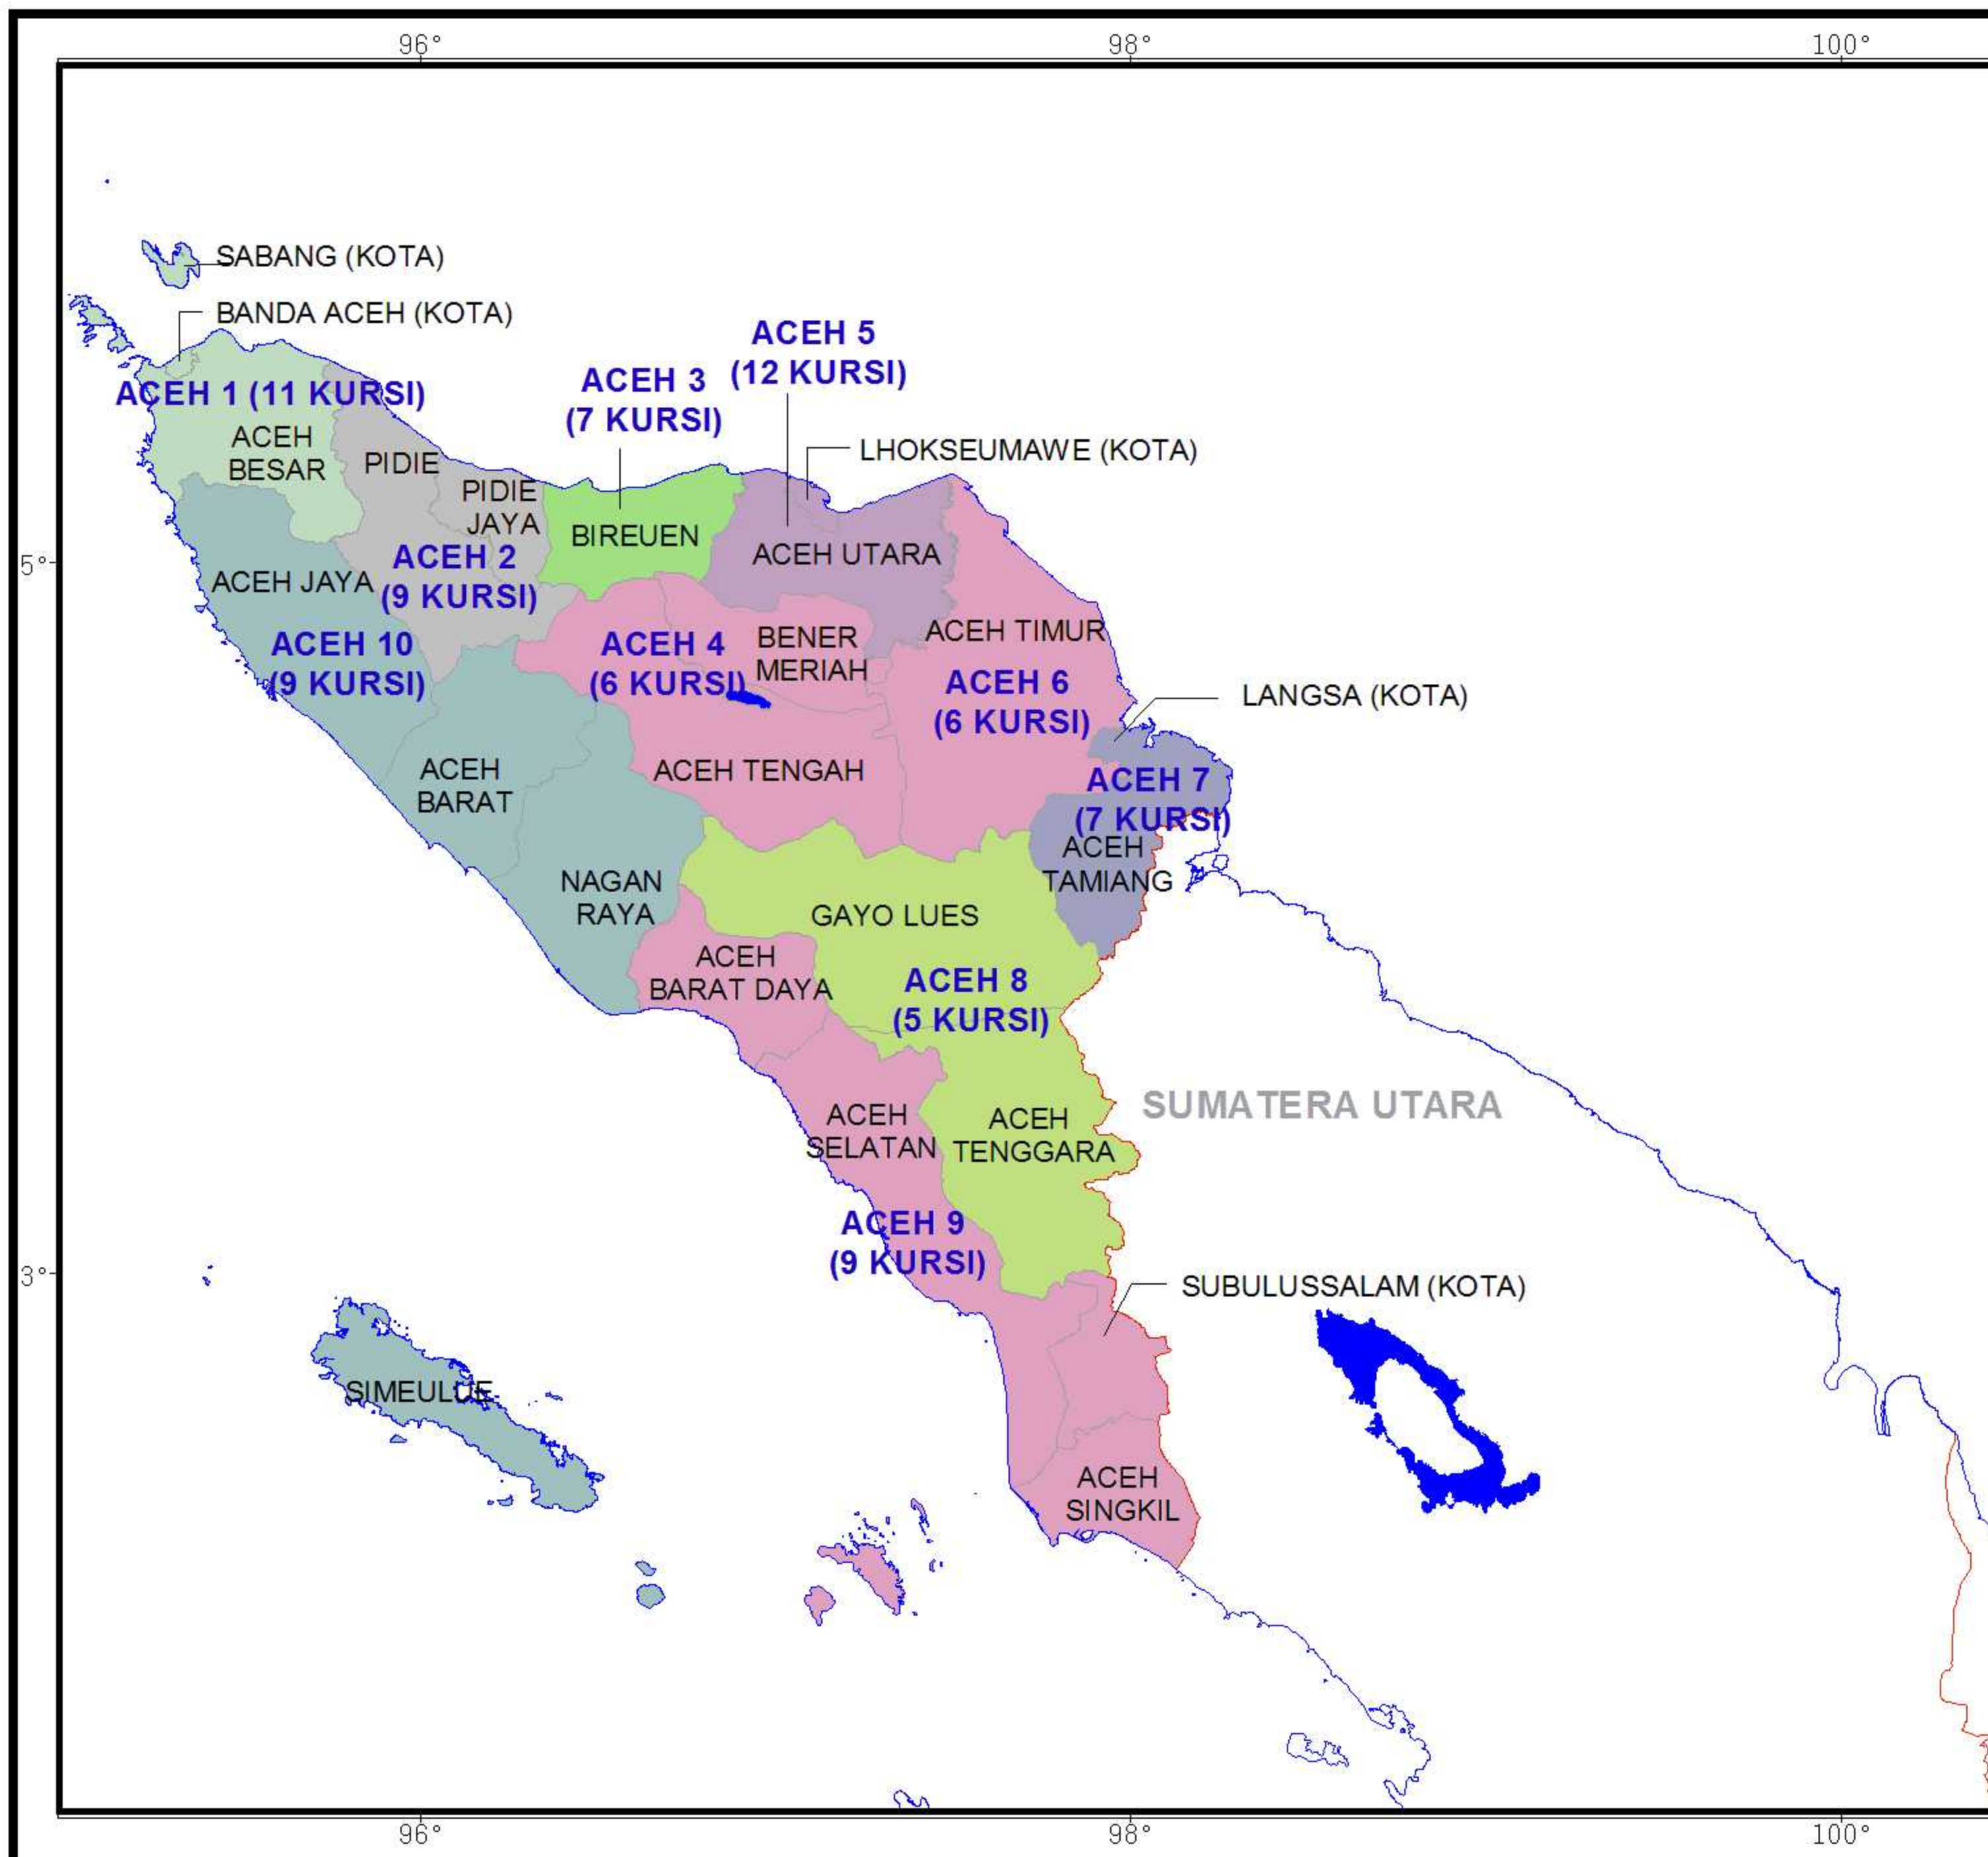 96° 98° 100°
SABANG (KOTA)
BANDA ACEH (KOTA)
ACEH 5
(12 KURSI)
ACEH 3
(7 KURSI)
ACEH 1 (11 KURSI)
ACEH
BESAR
PIDIE
LHOKSEUMAWE (KOTA)
PIDIE
JAYA
BIREUEN
ACEH UTARA
5°
ACEH 2
(9 KURSI)
ACEH JAYA
ACEH 10
(9 KURSI)
ACEH 4
(6 KURSI)
BENER
MERIAH
ACEH TIMUR
ACEH 6
(6 KURSI)
LANGSA (KOTA)
ACEH
BARAT
ACEH TENGAH
ACEH 7
(7 KURSI)
ACEH
TAMIANG
NAGAN
RAYA
GAYO LUES
ACEH
BARAT DAYA
ACEH 8
(5 KURSI)
SUMATERA UTARA
ACEH
SELATAN
ACEH
TENGGARA
ACEH 9
(9 KURSI)
3°
SUBULUSSALAM (KOTA)
SIMEULUE
ACEH
SINGKIL
96° 98° 100°